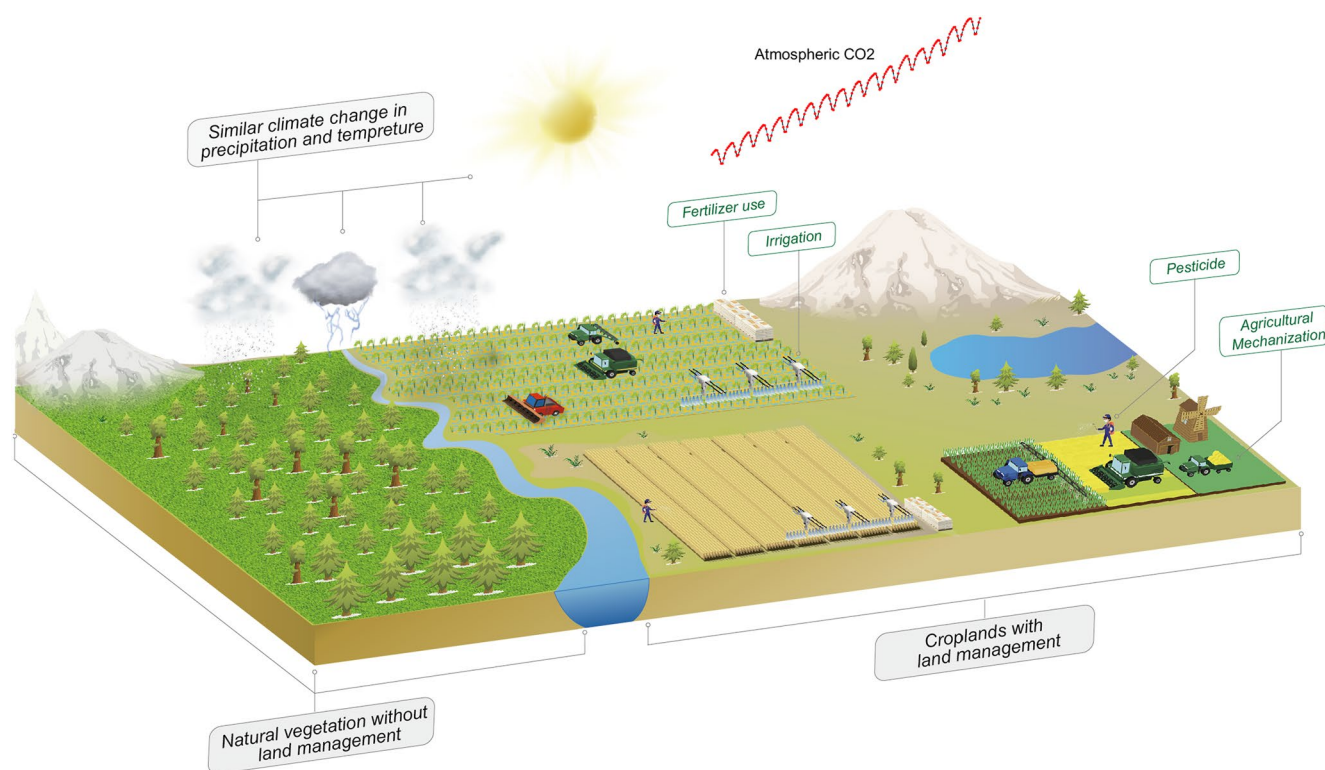 Atmospheric CO2
Similar climate change in
precipitation and tempreture
Fertilizer use
Irrigation
Pesticide
Agricultural
Mechanization
Croplands with
land management
Natural vegetation without
land management